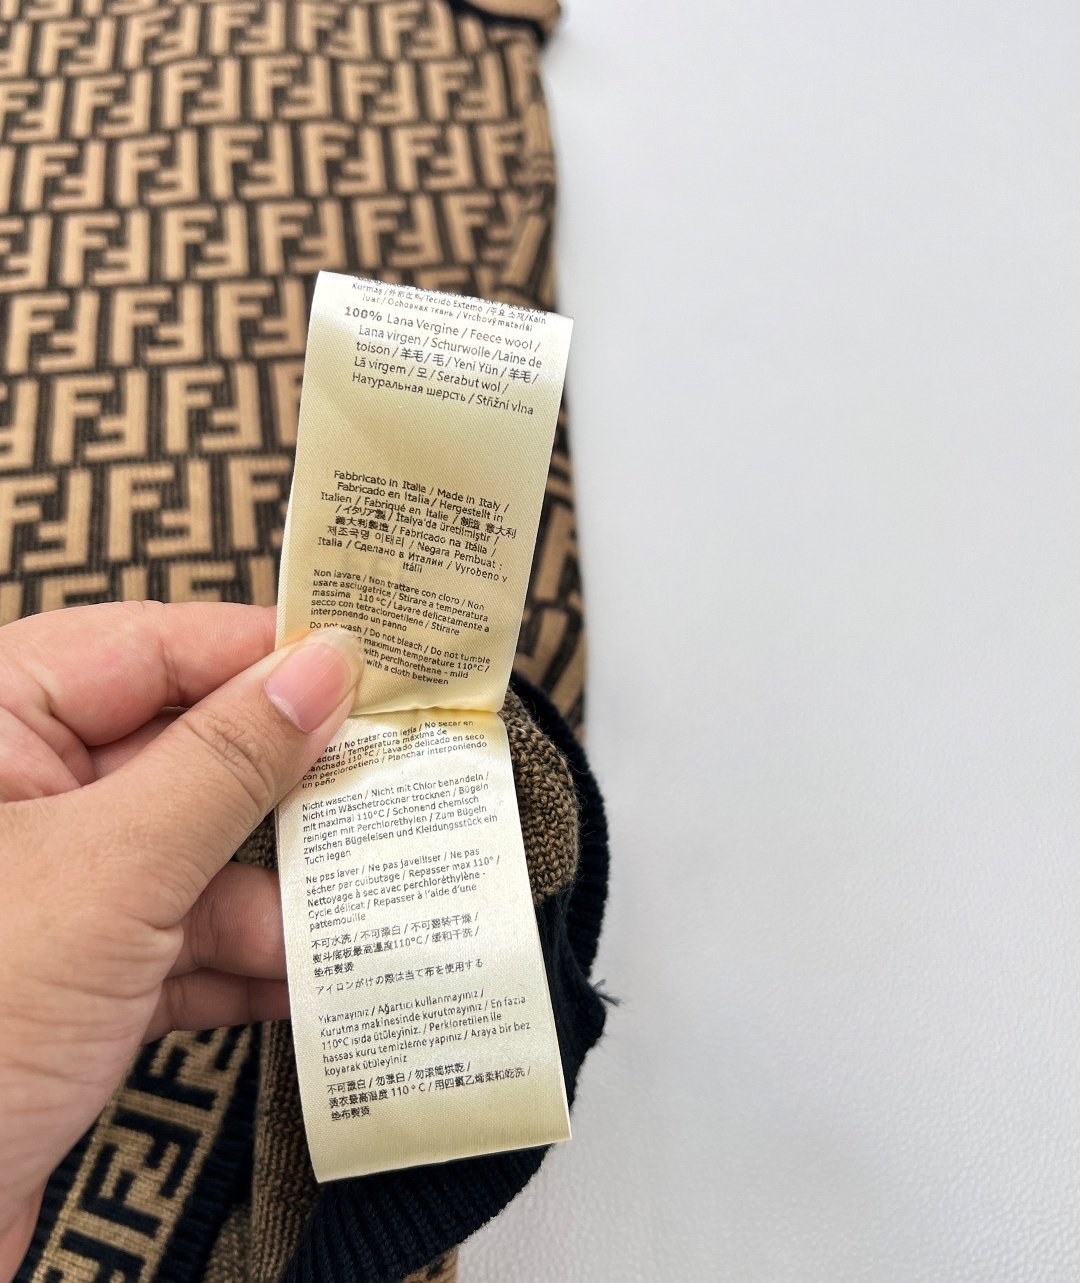 Kurmaş /外部庄料/Tecido Externo /주요 소재/Kain
luar / Основная ткань / Vrchový materiál
100% Lana Vergine / Feece wool /
Lana virgen / Schurwolle /Laine de
toison / 羊毛/ 毛/ Yeni Yün / 羊毛/
Lã virgem / 모 / Serabut wol /
Натуральная шерсть / Střižní vlna
Fabbricato in Italia / Made in Italy /
Fabricado en Italia / Hergestellt in
Italien / Fabriqué en Italie / 制造 意大利
/ イタリア製 / İtalya'da üretilmiştir /
義大利製造 / Fabricado na Itália /
제조국명 이태리 / Negara Pembuat :
Italia / Сделано в Италии / Vyrobeno v
Itálii
Non lavare / Non trattare con cloro / Non
usare asciugatrice / Stirare a temperatura
massima 110 °C / Lavare delicatamente a
secco con tetracloroetilene / Stirare
interponendo un panno
Do not wash / Do not bleach / Do not tumble
maximum temperature 110°C /
with perclhorethene - mild
with a cloth between
var / No tratar con lejía / No secar en
adora / Temperatura máxima de
anchado 110°C / Lavado delicado en seco
con percloroetieno / Planchar interponiendo
un paño
Nicht waschen / Nicht mit Chlor behandeln /
Nicht im Wäschetrockner trocknen / Bügeln
mit maximal 110°C / Schonend chemisch
reinigen mit Perchlorethylen / Zum Bügeln
zwischen Bügeleisen und Kleidungsstück ein
Tuch legen
Ne pas laver / Ne pas javelliser / Ne pas
sécher par culbutage / Repasser max 110° /
Nettoyage à sec avec perchloréthylène -
Cycle délicat / Repasser à l'aide d'une
pattemouille
不可水洗 / 不可漂白 / 不可翻转干燥 /
熨斗底板最高温度110°C / 缓和干洗 /
垫布熨烫
アイロンがけの際は当て布を使用する
Yıkamayınız / Ağartıcı kullanmayınız /
Kurutma makinesinde kurutmayınız / En fazla
110°C ısıda ütüleyiniz. / Perkloretilen ile
hassas kuru temizleme yapınız / Araya bir bez
koyarak ütüleyiniz
不可漂白 / 勿漂白 / 勿滾筒烘乾 /
燙衣最高溫度 110 ° C / 用四氯乙烯柔和乾洗 /
墊布熨燙